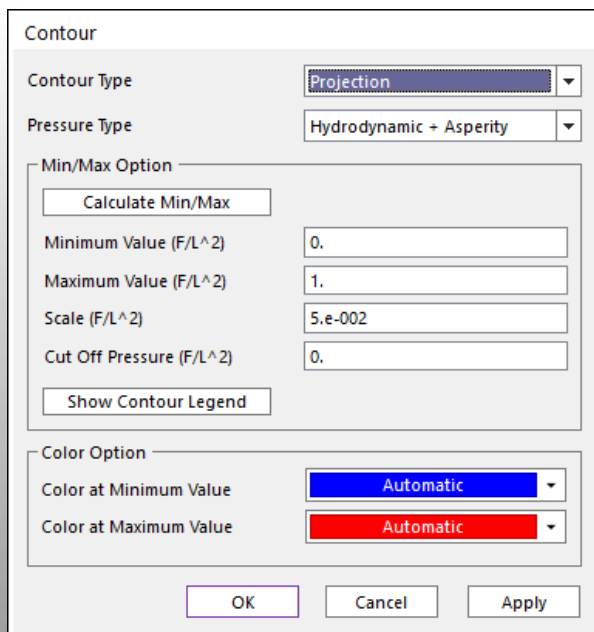 Contour
Contour Type Projection
Pressure Type Hydrodynamic + Asperity
Min/Max Option
Calculate Min/Max
Minimum Value (F/L^2) 0.
Maximum Value (F/L^2) 1.
Scale (F/L^2) 5.e-002
Cut Off Pressure (F/L^2) 0.
Show Contour Legend
Color Option
Color at Minimum Value Automatic
Color at Maximum Value Automatic
OK Cancel Apply